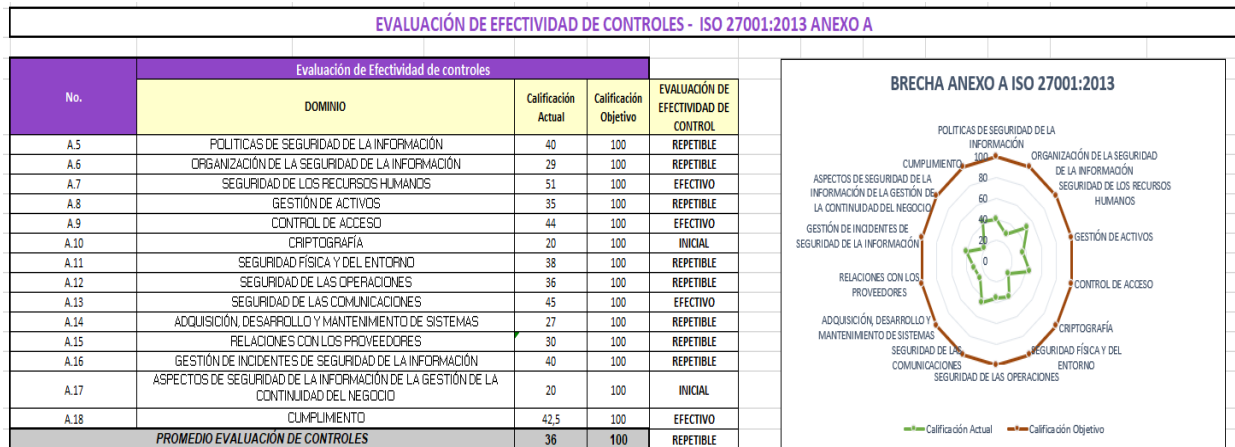 EVALUACIÓN DE EFECTIVIDAD DE CONTROLES - ISO 27001:2013 ANEXO A
No.
Evaluación de Efectividad de controles
DOMINIO
Calificación
Actual
Calificación
Objetivo
EVALUACIÓN DE
EFECTIVIDAD DE
CONTROL
A.5 POLITICAS DE SEGURIDAD DE LA INFORMACIÓN 40 100 REPETIBLE
A.6 ORGANIZACIÓN DE LA SEGURIDAD DE LA INFORMACIÓN 29 100 REPETIBLE
A.7 SEGURIDAD DE LOS RECURSOS HUMANOS 51 100 EFECTIVO
A.8 GESTIÓN DE ACTIVOS 35 100 REPETIBLE
A.9 CONTROL DE ACCESO 44 100 EFECTIVO
A.10 CRIPTOGRAFÍA 20 100 INICIAL
A.11 SEGURIDAD FÍSICA Y DEL ENTORNO 38 100 REPETIBLE
A.12 SEGURIDAD DE LAS OPERACIONES 36 100 REPETIBLE
A.13 SEGURIDAD DE LAS COMUNICACIONES 45 100 EFECTIVO
A.14 ADQUISICIÓN, DESARROLLO Y MANTENIMIENTO DE SISTEMAS 27 100 REPETIBLE
A.15 RELACIONES CON LOS PROVEEDORES 30 100 REPETIBLE
A.16 GESTIÓN DE INCIDENTES DE SEGURIDAD DE LA INFORMACIÓN 40 100 REPETIBLE
A.17 ASPECTOS DE SEGURIDAD DE LA INFORMACIÓN DE LA GESTIÓN DE LA
CONTINUIDAD DEL NEGOCIO 20 100 INICIAL
A.18 CUMPLIMIENTO 42,5 100 EFECTIVO
PROMEDIO EVALUACIÓN DE CONTROLES 36 100 REPETIBLE
BRECHA ANEXO A ISO 27001:2013
POLITICAS DE SEGURIDAD DE LA
INFORMACIÓN
ORGANIZACIÓN DE LA SEGURIDAD
DE LA INFORMACIÓN
SEGURIDAD DE LOS RECURSOS
HUMANOS
GESTIÓN DE ACTIVOS
CONTROL DE ACCESO
CRIPTOGRAFÍA
SEGURIDAD FÍSICA Y DEL
ENTORNO
SEGURIDAD DE LAS OPERACIONES
SEGURIDAD DE LAS
COMUNICACIONES
ADQUISICIÓN, DESARROLLO Y
MANTENIMIENTO DE SISTEMAS
RELACIONES CON LOS
PROVEEDORES
GESTIÓN DE INCIDENTES DE
SEGURIDAD DE LA INFORMACIÓN
ASPECTOS DE SEGURIDAD DE LA
INFORMACIÓN DE LA GESTIÓN DE
LA CONTINUIDAD DEL NEGOCIO
CUMPLIMIENTO
100
80
60
40
20
0
Calificación Actual
Calificación Objetivo